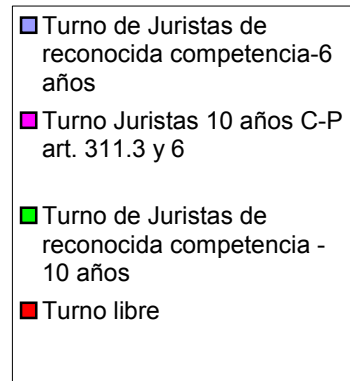 Turno de Juristas de
reconocida competencia-6
años
Turno Juristas 10 años C-P
art. 311.3 y 6
Turno de Juristas de
reconocida competencia -
10 años
Turno libre